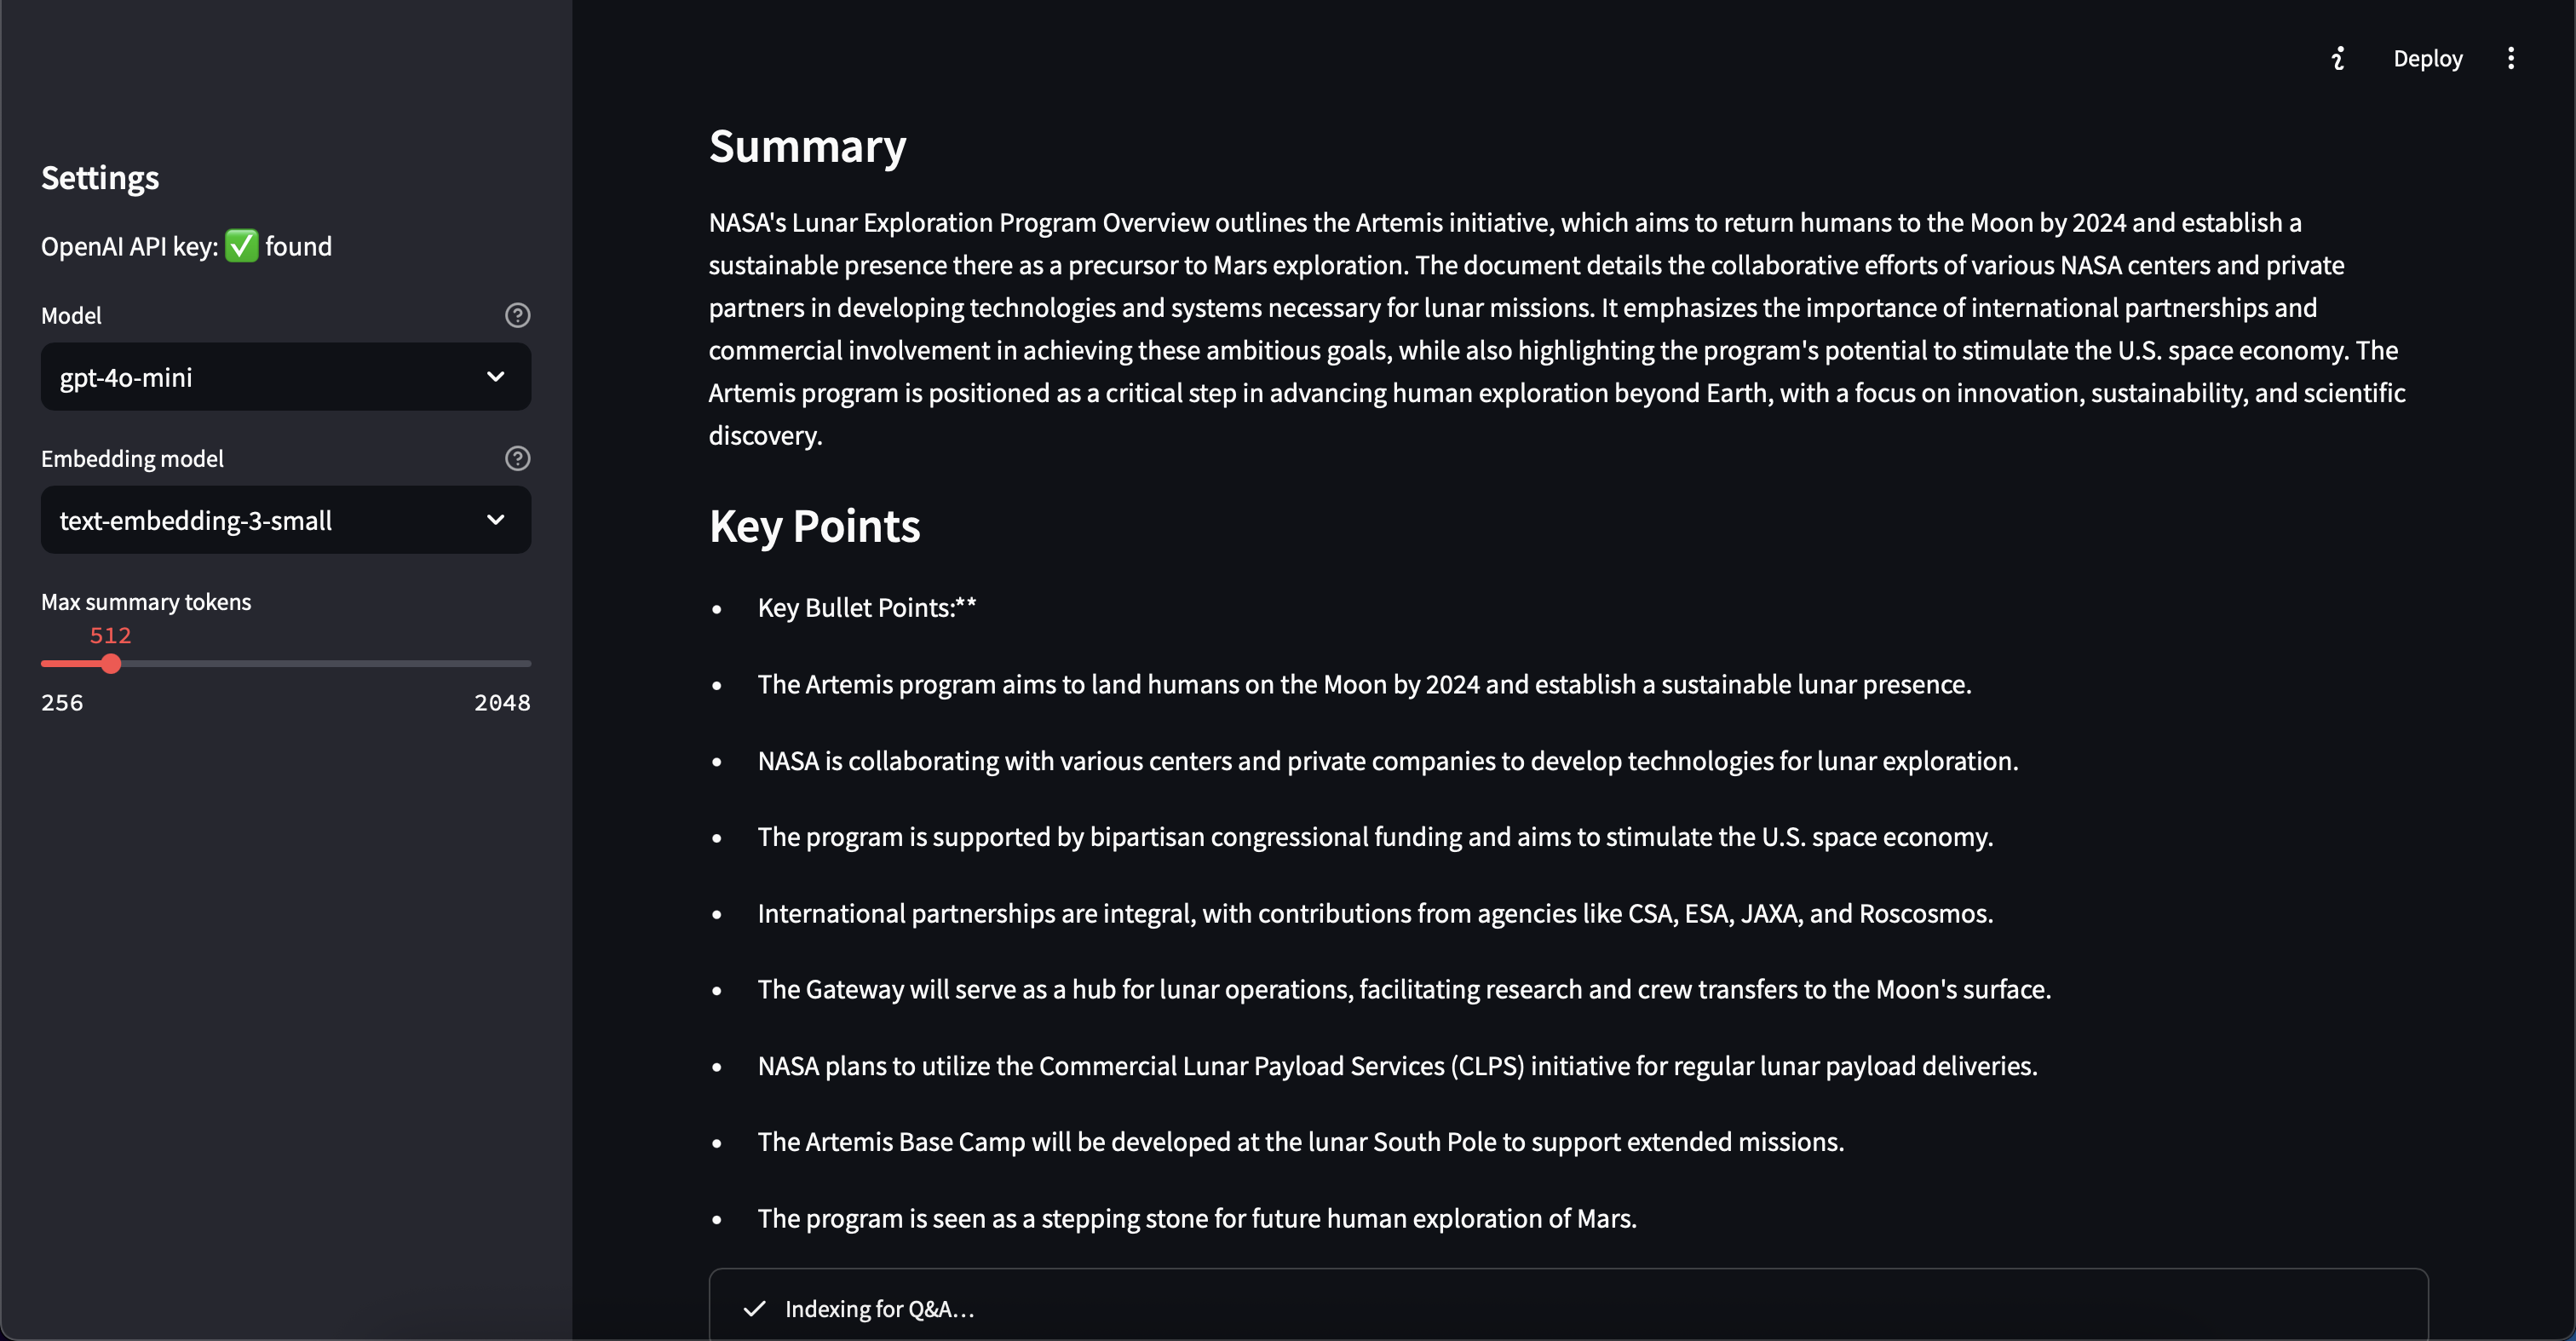 Deploy
Settings
OpenAI API key: ✅ found
Model
gpt-4o-mini
Embedding model
text-embedding-3-small
Max summary tokens
512
256 2048
Summary
NASA's Lunar Exploration Program Overview outlines the Artemis initiative, which aims to return humans to the Moon by 2024 and establish a
sustainable presence there as a precursor to Mars exploration. The document details the collaborative efforts of various NASA centers and private
partners in developing technologies and systems necessary for lunar missions. It emphasizes the importance of international partnerships and
commercial involvement in achieving these ambitious goals, while also highlighting the program's potential to stimulate the U.S. space economy. The
Artemis program is positioned as a critical step in advancing human exploration beyond Earth, with a focus on innovation, sustainability, and scientific
discovery.
Key Points
• Key Bullet Points:**
• The Artemis program aims to land humans on the Moon by 2024 and establish a sustainable lunar presence.
• NASA is collaborating with various centers and private companies to develop technologies for lunar exploration.
• The program is supported by bipartisan congressional funding and aims to stimulate the U.S. space economy.
• International partnerships are integral, with contributions from agencies like CSA, ESA, JAXA, and Roscosmos.
• The Gateway will serve as a hub for lunar operations, facilitating research and crew transfers to the Moon's surface.
• NASA plans to utilize the Commercial Lunar Payload Services (CLPS) initiative for regular lunar payload deliveries.
• The Artemis Base Camp will be developed at the lunar South Pole to support extended missions.
• The program is seen as a stepping stone for future human exploration of Mars.
Indexing for Q&A...